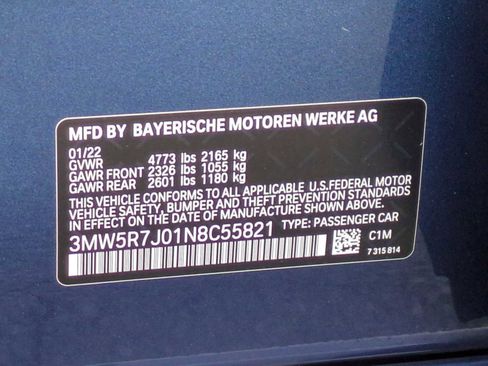 MFD BY BAYERISCHE MOTOREN WERKE AG
01/22
GVWR 4773 lbs 2165 kg
GAWR FRONT 2326 lbs 1055 kg
GAWR REAR 2601 lbs 1180 kg
THIS VEHICLE CONFORMS TO ALL APPLICABLE U.S.FEDERAL MOTOR
VEHICLE SAFETY, BUMPER, AND THEFT PREVENTION STANDARDS
IN EFFECT ON THE DATE OF MANUFACTURE SHOWN ABOVE.
3MW5R7J01N8C55821 TYPE: PASSENGER CAR
C1M
7 315 814